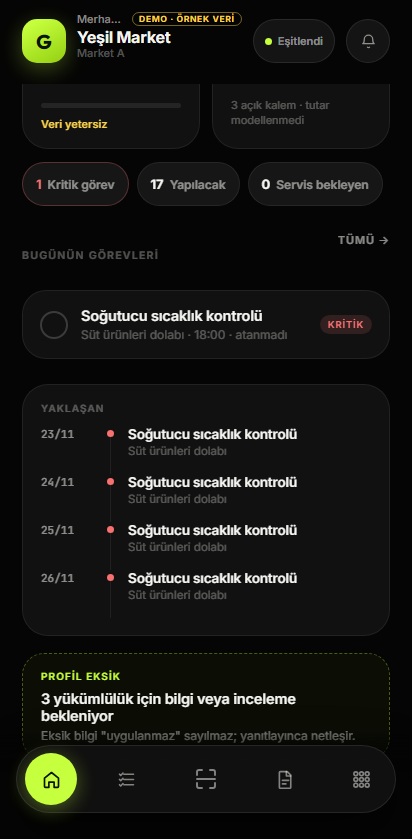 G
Merha...
DEMO · ÖRNEK VERİ
Yeşil Market
Market A
Eşitlendi
Veri yetersiz
3 açık kalem · tutar
modellenmedi
1 Kritik görev
17 Yapılacak
0 Servis bekleyen
TÜMÜ →
BUGÜNÜN GÖREVLERİ
Soğutucu sıcaklık kontrolü
Süt ürünleri dolabı · 18:00 · atanmadı
KRİTİK
YAKLAŞAN
23/11
Soğutucu sıcaklık kontrolü
Süt ürünleri dolabı
24/11
Soğutucu sıcaklık kontrolü
Süt ürünleri dolabı
25/11
Soğutucu sıcaklık kontrolü
Süt ürünleri dolabı
26/11
Soğutucu sıcaklık kontrolü
Süt ürünleri dolabı
PROFİL EKSİK
3 yükümlülük için bilgi veya inceleme
bekleniyor
Eksik bilgi "uygulanmaz" sayılmaz; yanıtlayınca netleşir.